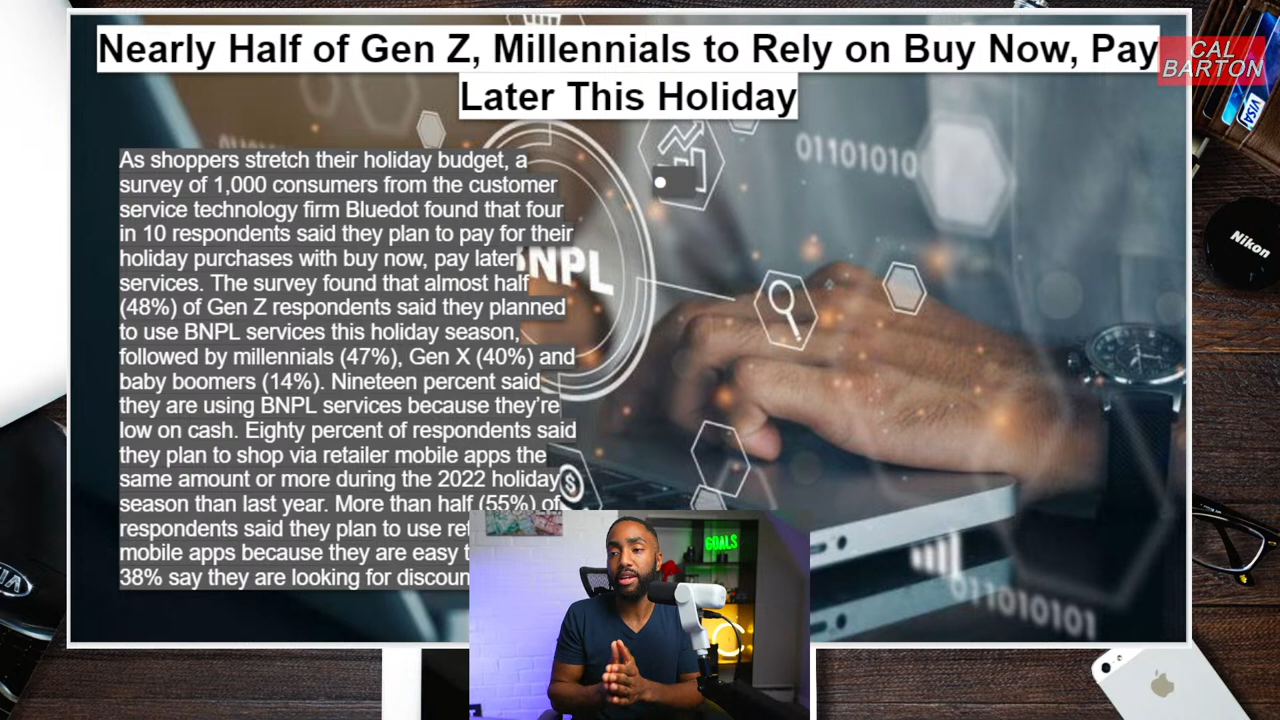 Nearly Half of Gen Z, Millennials to Rely on Buy Now, Pay
Later This Holiday
CAL
BARTON
VISA
As shoppers stretch their holiday budget, a
survey of 1,000 consumers from the customer
service technology firm Bluedot found that four
in 10 respondents said they plan to pay for their
holiday purchases with buy now, pay later
services. The survey found that almost half
(48%) of Gen Z respondents said they planned
to use BNPL services this holiday season,
followed by millennials (47%), Gen X (40%) and
baby boomers (14%). Nineteen percent said
they are using BNPL services because they're
low on cash. Eighty percent of respondents said
they plan to shop via retailer mobile apps the
same amount or more during the 2022 holiday
season than last year. More than half (55%) of
respondents said they plan to use
mobile apps because they are easy
38% say they are looking for
01101010
BNPL
Nikon
$
GOALS
011010101